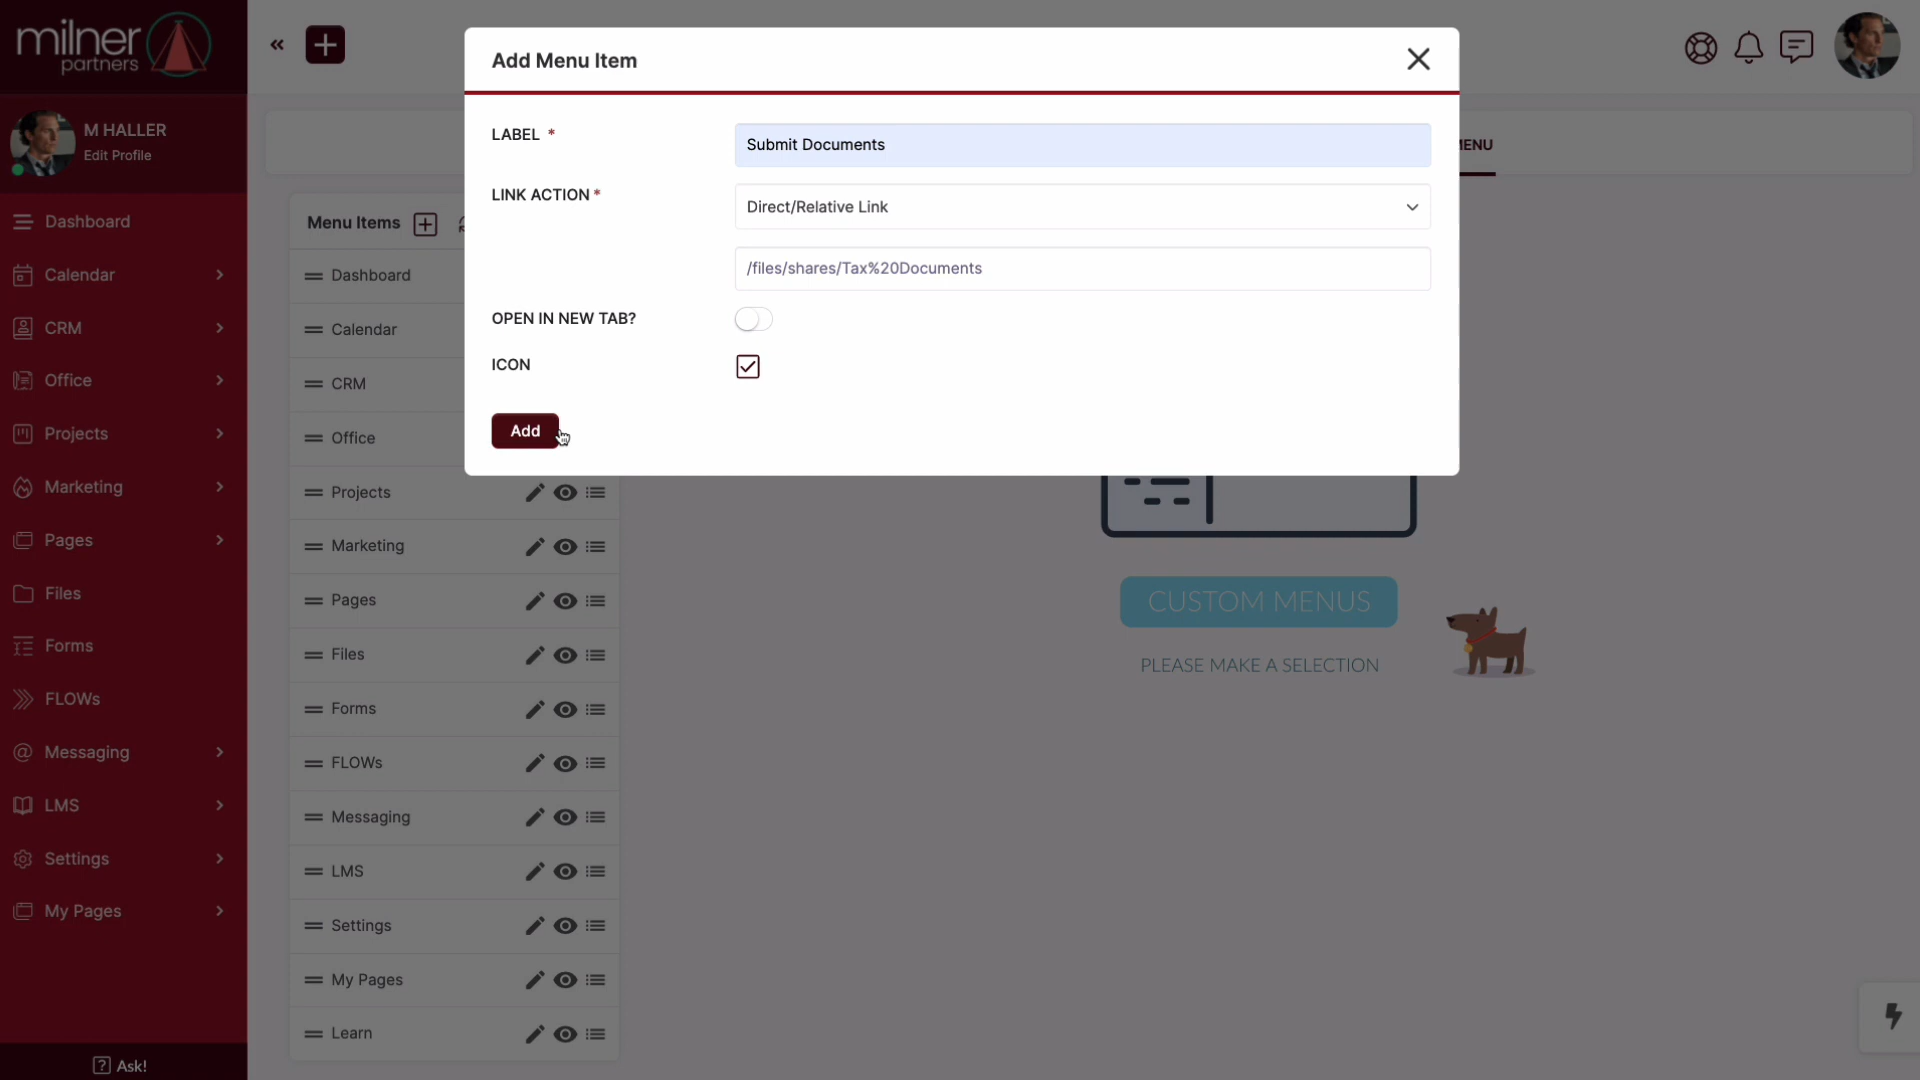 milner
partners
M HALLER
Edit Profile
Dashboard
Calendar
CRM
Office
Projects
Marketing
Pages
Files
Forms
FLOWs
Messaging
LMS
Settings
My Pages
? Ask!
Menu Items
Dashboard
Calendar
CRM
Office
Projects
Marketing
Pages
Files
Forms
FLOWs
Messaging
LMS
Settings
My Pages
Learn
Add Menu Item
LABEL *
Submit Documents
LINK ACTION *
Direct/Relative Link
/files/shares/Tax%20Documents
OPEN IN NEW TAB?
ICON
Add
ENU
CUSTOM MENUS
PLEASE MAKE A SELECTION